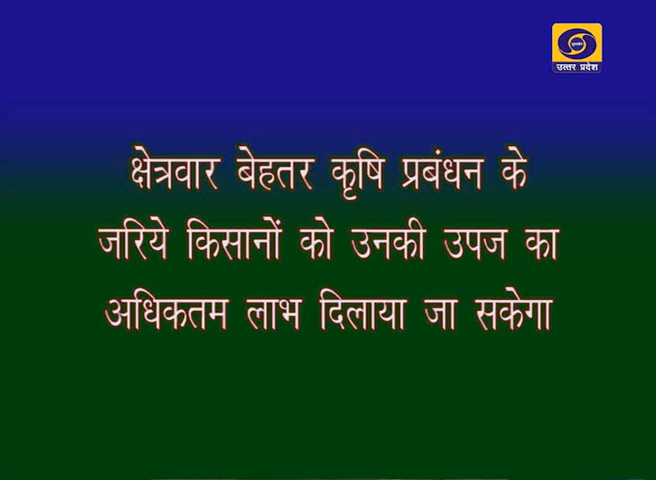 उत्तर प्रदेश
क्षेत्रवार बेहतर कृषि प्रबंधन के
जरिये किसानों को उनकी उपज का
अधिकतम लाभ दिलाया जा सकेगा